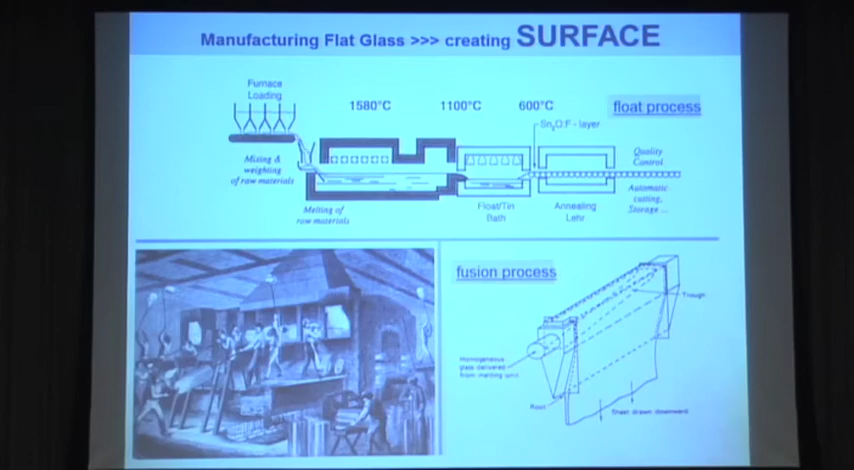 Manufacturing Flat Glass >>> creating SURFACE
Furnace
Loading
1580°C
1100°C
600°C
float process
Sn₂O:F - layer
Mixing &
weighting
of raw materials
Quality
Control
Melting of
raw materials
Float/Tin
Bath
Annealing
Lehr
Automatic
cutting,
Storage ...
fusion process
Trough
Homogeneous
glass delivered
from melting unit
Root
Sheet drawn downward